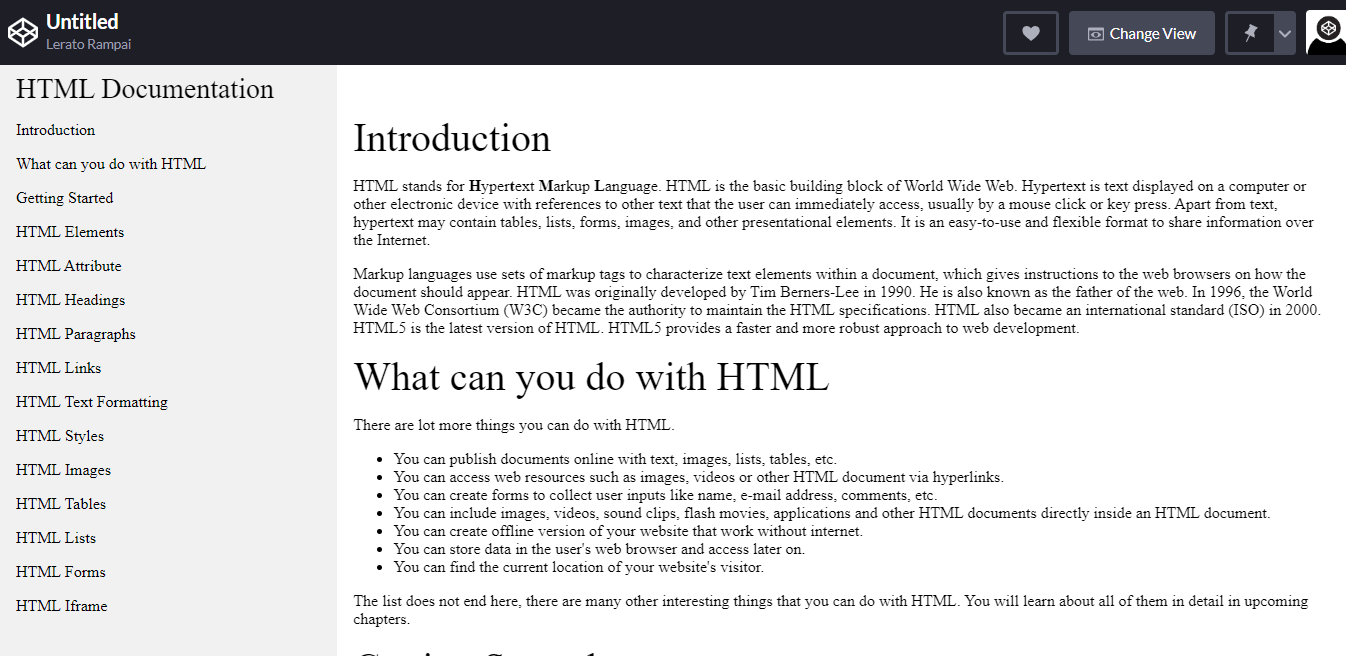 Untitled
Lerato Rampai
Change View
HTML Documentation
Introduction
What can you do with HTML
Getting Started
HTML Elements
HTML Attribute
HTML Headings
HTML Paragraphs
HTML Links
HTML Text Formatting
HTML Styles
HTML Images
HTML Tables
HTML Lists
HTML Forms
HTML Iframe
Introduction
HTML stands for Hypertext Markup Language. HTML is the basic building block of World Wide Web. Hypertext is text displayed on a computer or
other electronic device with references to other text that the user can immediately access, usually by a mouse click or key press. Apart from text,
hypertext may contain tables, lists, forms, images, and other presentational elements. It is an easy-to-use and flexible format to share information over
the Internet.
Markup languages use sets of markup tags to characterize text elements within a document, which gives instructions to the web browsers on how the
document should appear. HTML was originally developed by Tim Berners-Lee in 1990. He is also known as the father of the web. In 1996, the World
Wide Web Consortium (W3C) became the authority to maintain the HTML specifications. HTML also became an international standard (ISO) in 2000.
HTML5 is the latest version of HTML. HTML5 provides a faster and more robust approach to web development.
What can you do with HTML
There are lot more things you can do with HTML.
• You can publish documents online with text, images, lists, tables, etc.
• You can access web resources such as images, videos or other HTML document via hyperlinks.
• You can create forms to collect user inputs like name, e-mail address, comments, etc.
• You can include images, videos, sound clips, flash movies, applications and other HTML documents directly inside an HTML document.
• You can create offline version of your website that work without internet.
• You can store data in the user's web browser and access later on.
• You can find the current location of your website's visitor.
The list does not end here, there are many other interesting things that you can do with HTML. You will learn about all of them in detail in upcoming
chapters.